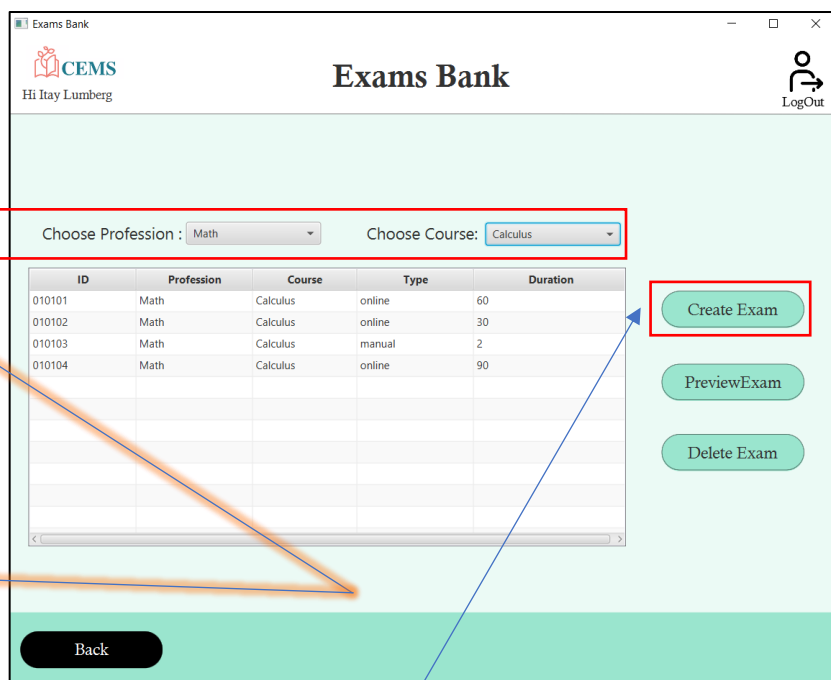 Exams Bank
CEMS
Hi Itay Lumberg
Exams Bank
LogOut
Choose Profession : Math
Choose Course: Calculus
ID Profession Course Type Duration
010101 Math Calculus online 60
010102 Math Calculus online 30
010103 Math Calculus manual 2
010104 Math Calculus online 90
Create Exam
PreviewExam
Delete Exam
Back